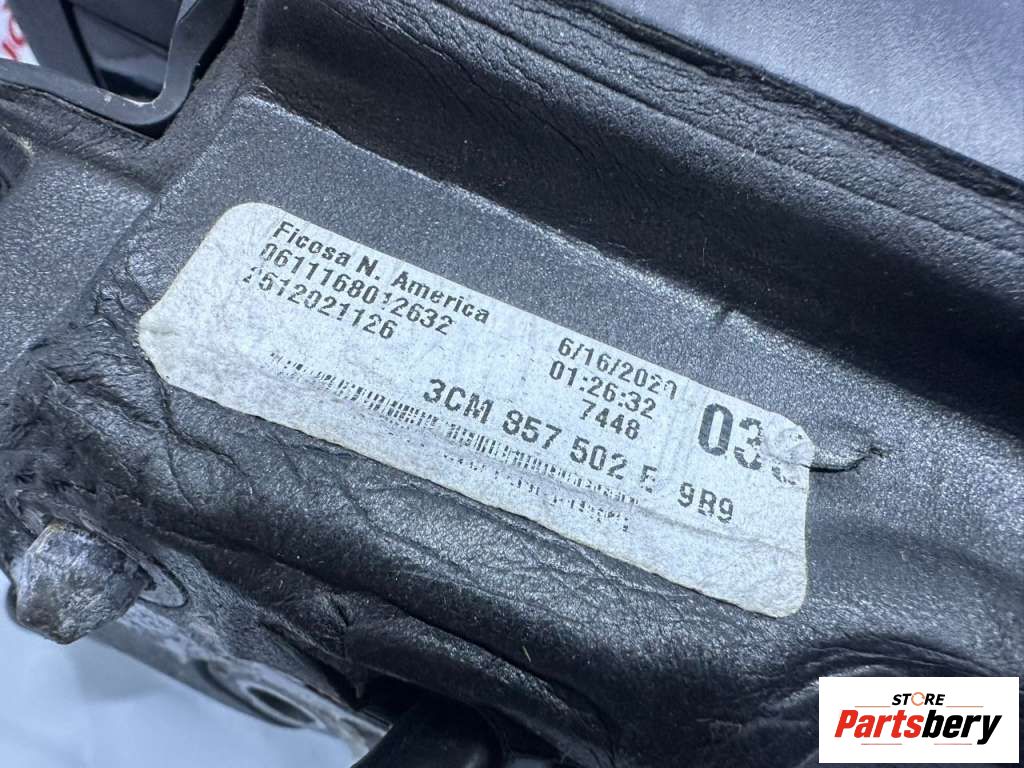 Ficosa N. America
0611168012632
2512021126
6/16/2020
01:26:32
7448
3CM 857 502 E 9B9
STORE
Partsbery